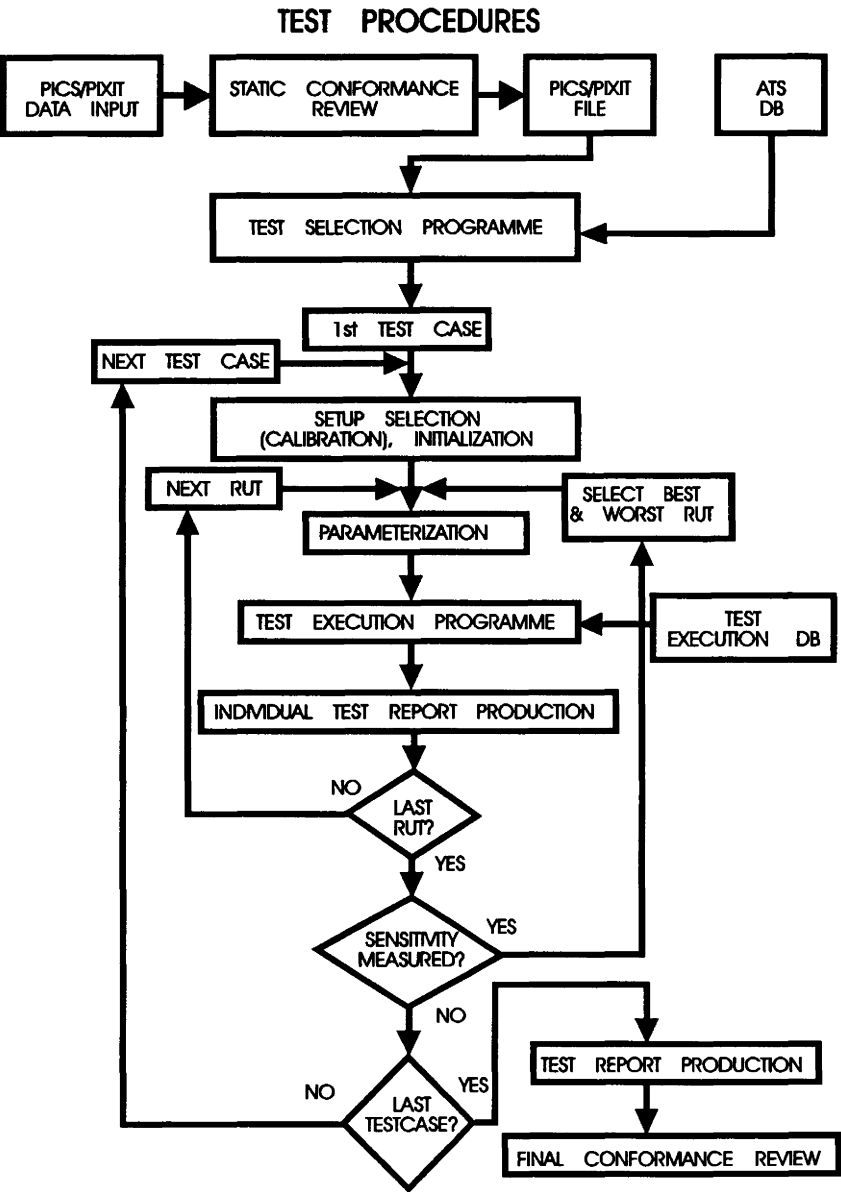 TEST PROCEDURES
PICS/PIXIT
DATA INPUT
STATIC CONFORMANCE
REVIEW
PICS/PIXIT
FILE
ATS
DB
TEST SELECTION PROGRAMME
1st TEST CASE
NEXT TEST CASE
SETUP SELECTION
(CALIBRATION), INITIALIZATION
NEXT RUT
SELECT BEST
& WORST RUT
PARAMETERIZATION
TEST EXECUTION PROGRAMME
TEST
EXECUTION DB
INDIVIDUAL TEST REPORT PRODUCTION
NO
LAST
RUT?
YES
SENSITIVITY
MEASURED?
YES
NO
TEST REPORT PRODUCTION
NO
YES
LAST
TESTCASE?
FINAL CONFORMANCE REVIEW